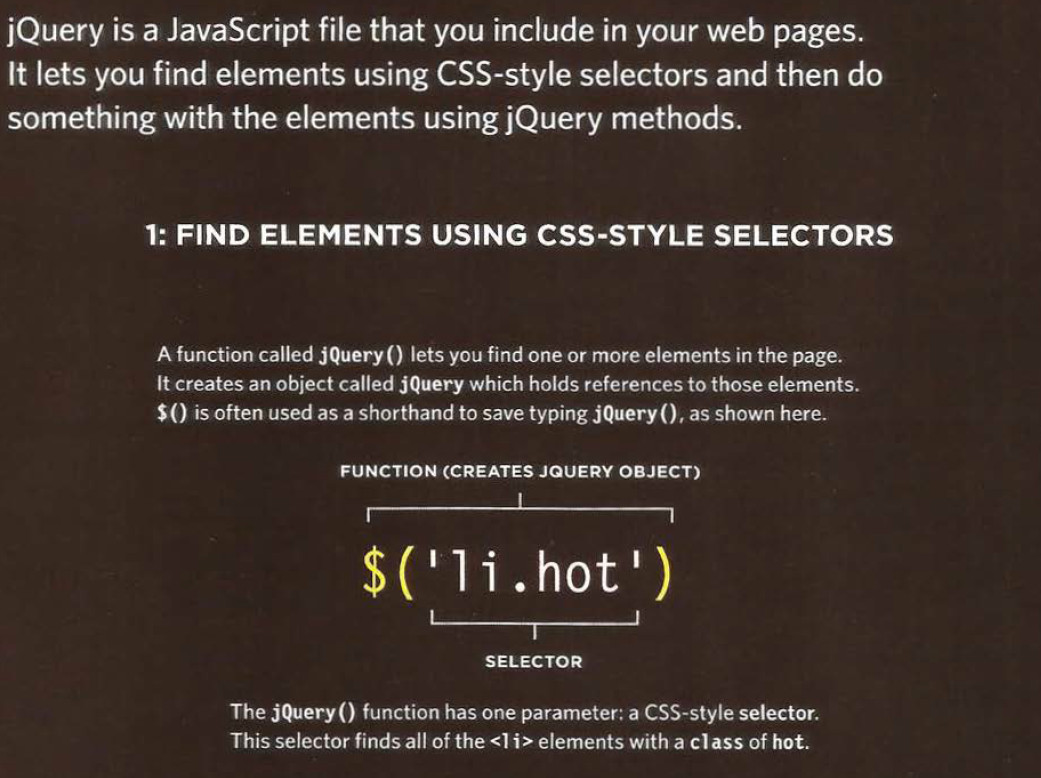 jQuery is a JavaScript file that you include in your web pages.
It lets you find elements using CSS-style selectors and then do
something with the elements using jQuery methods.
1: FIND ELEMENTS USING CSS-STYLE SELECTORS
A function called jQuery() lets you find one or more elements in the page.
It creates an object called jQuery which holds references to those elements.
$() is often used as a shorthand to save typing jQuery(), as shown here.
FUNCTION (CREATES JQUERY OBJECT)
$('li.hot')
SELECTOR
The jQuery() function has one parameter: a CSS-style selector.
This selector finds all of the <li> elements with a class of hot.